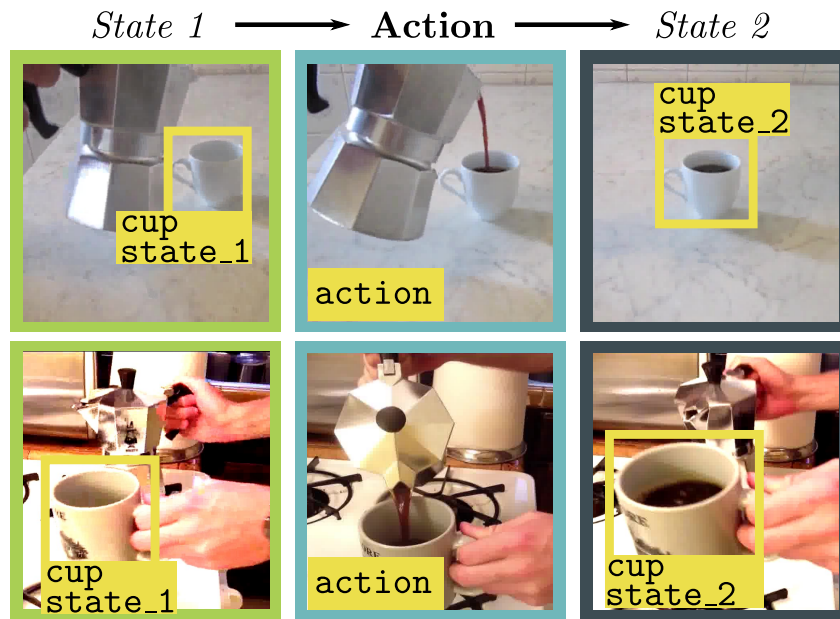 State 1 Action State 2
cup
state_1
action
cup
state_2
cup
state_1
action
cup
state_2